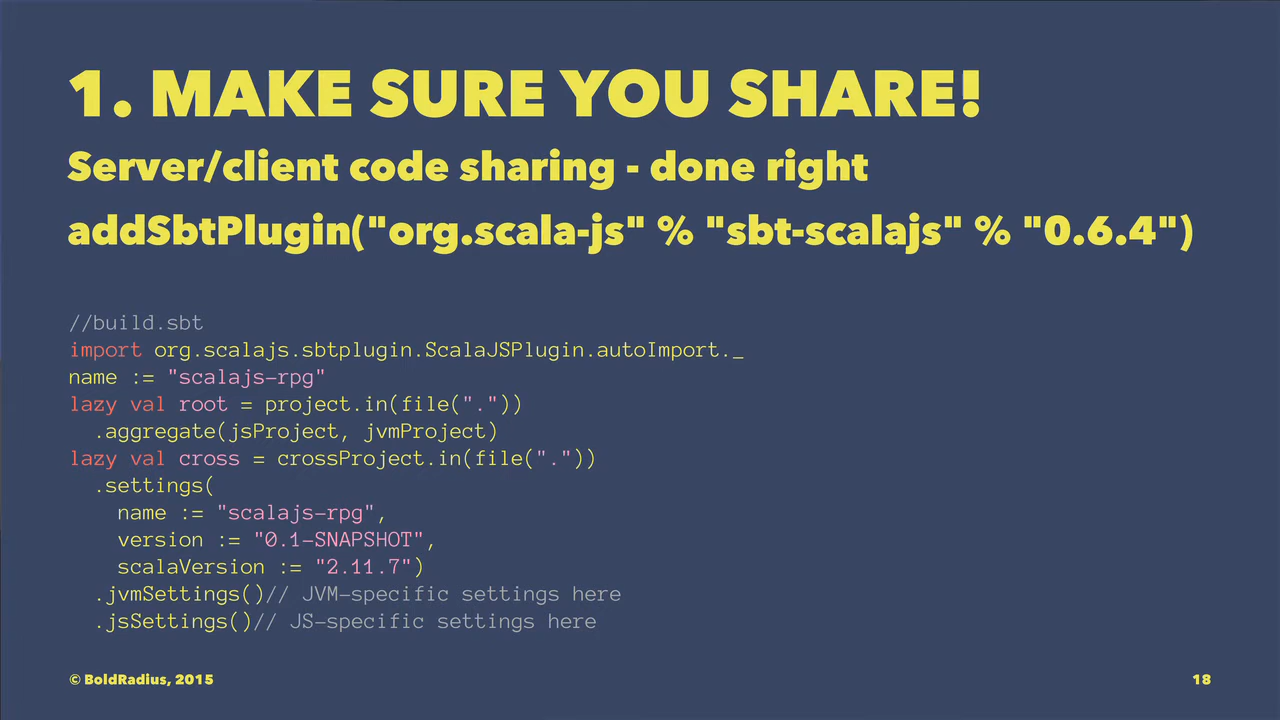 1. MAKE SURE YOU SHARE!
Server/client code sharing - done right
addSbtPlugin("org.scala-js" % "sbt-scalajs" % "0.6.4")
//build.sbt
import org.scalajs.sbtplugin.ScalaJSPlugin.autoImport._
name := "scalajs-rpg"
lazy val root = project.in(file("."))
  .aggregate(jsProject, jvmProject)
lazy val cross = crossProject.in(file("."))
  .settings(
    name := "scalajs-rpg",
    version := "0.1-SNAPSHOT",
    scalaVersion := "2.11.7")
  .jvmSettings()// JVM-specific settings here
  .jsSettings()// JS-specific settings here
© BoldRadius, 2015
18